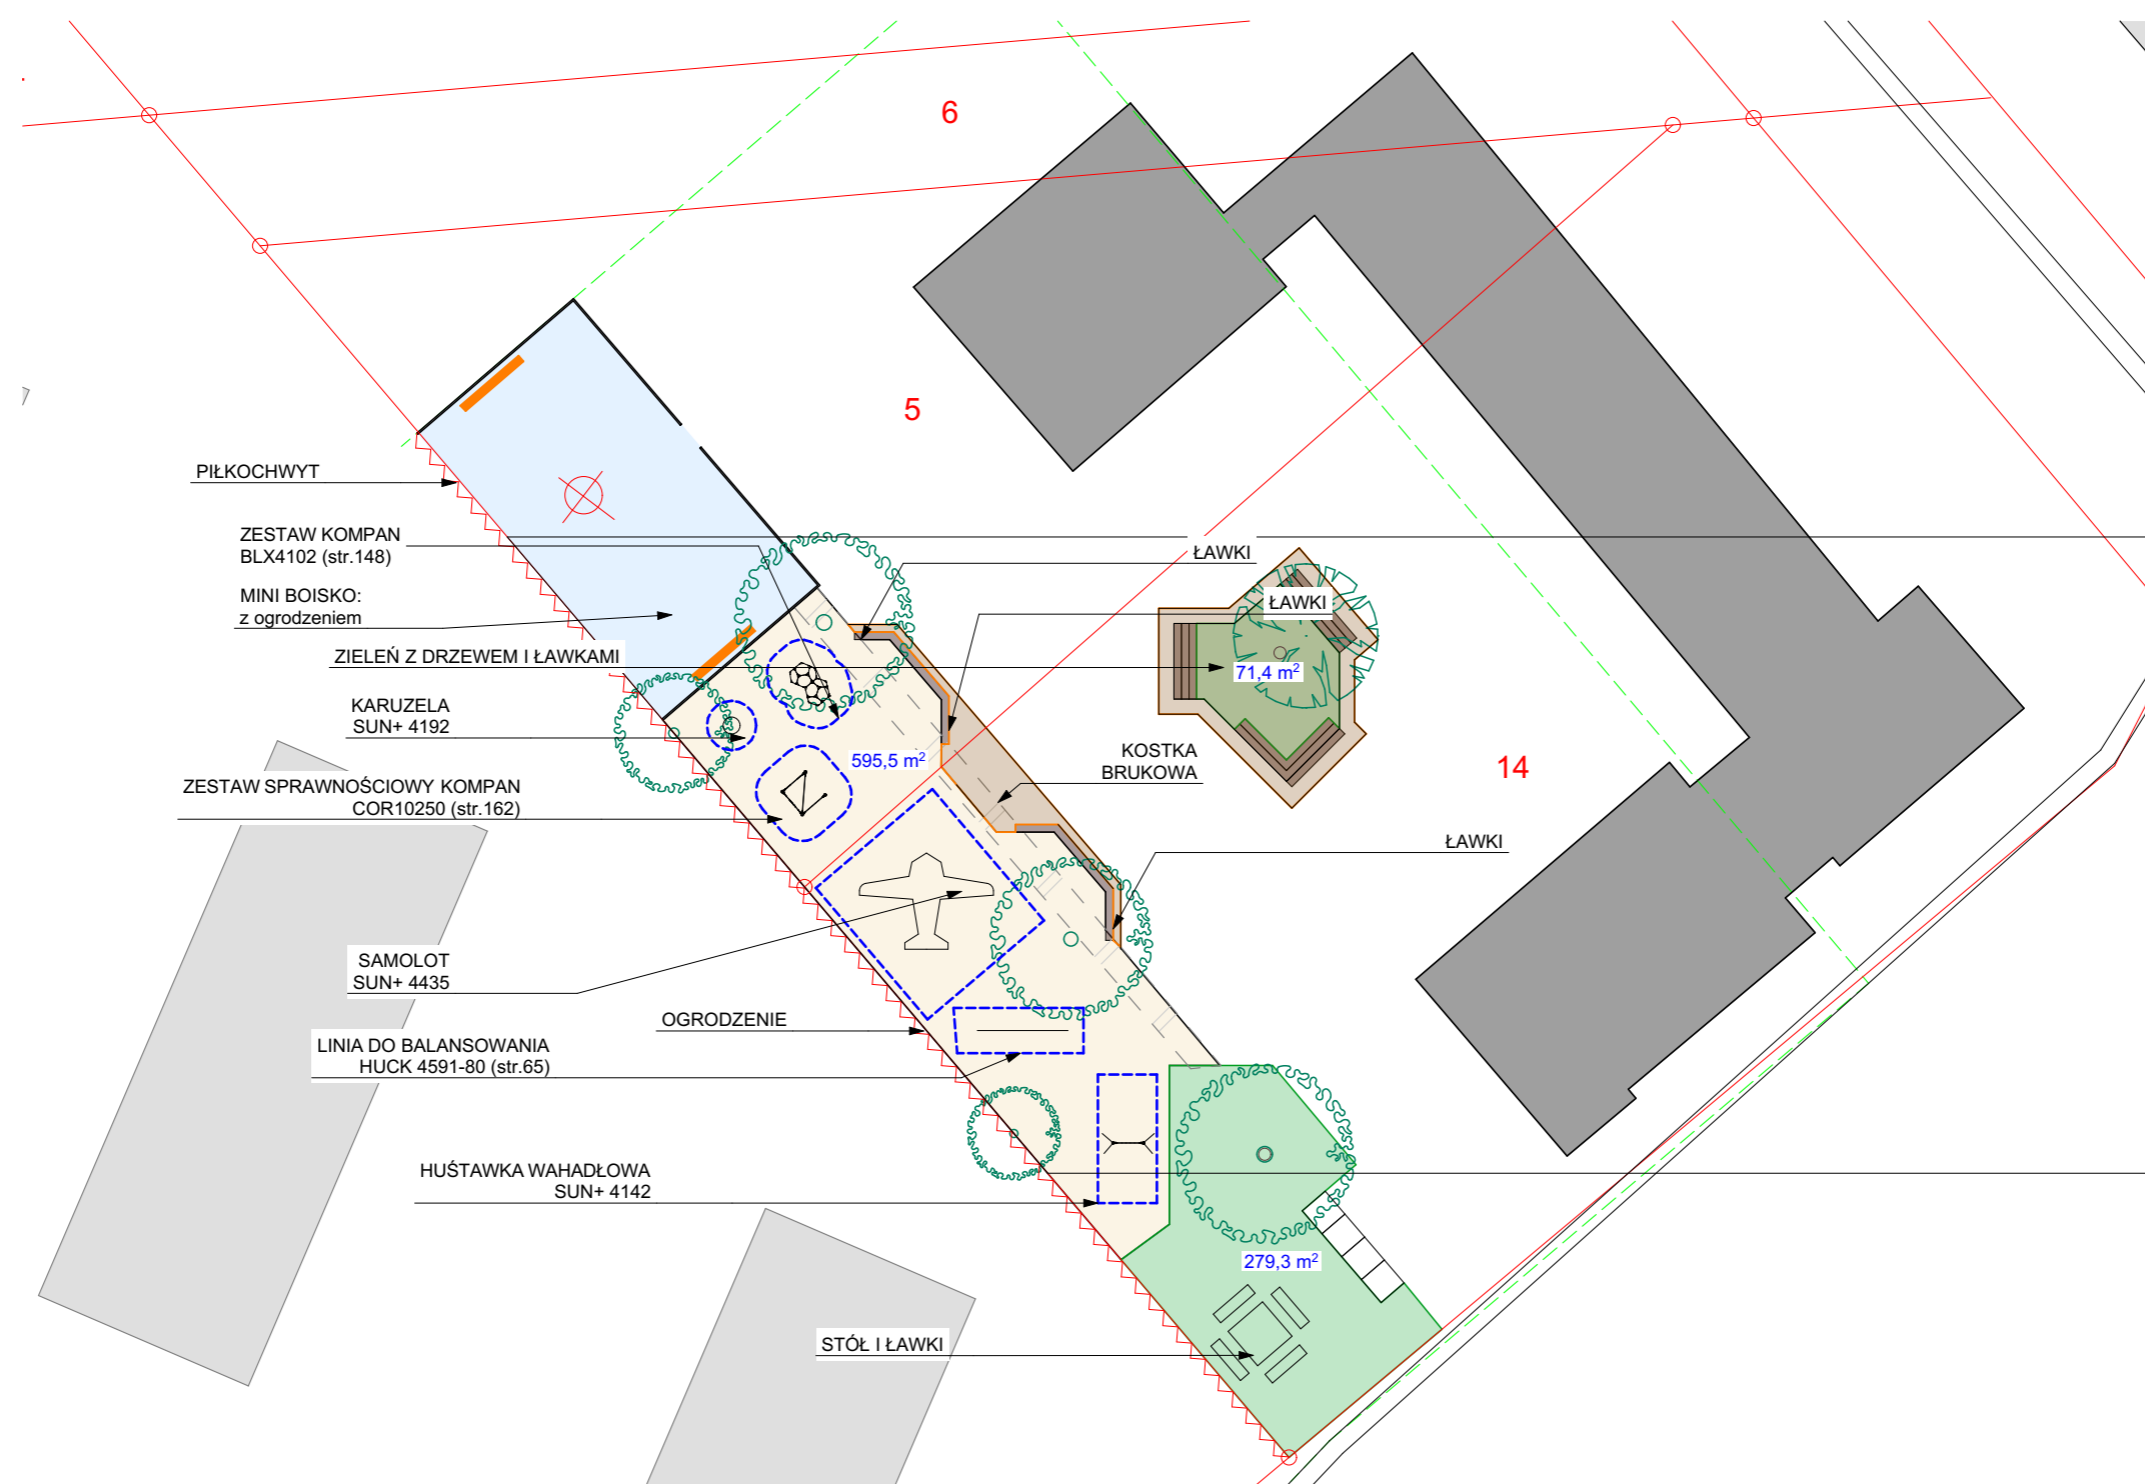 6
5
PIŁKOCHWYT
ZESTAW KOMPAN
BLX4102 (str.148)
ŁAWKI
MINI BOISKO:
z ogrodzeniem
ŁAWKI
ZIELEŃ Z DRZEWEM I ŁAWKAMI
71,4 m²
KARUZELA
SUN+ 4192
595,5 m²
KOSTKA
BRUKOWA
14
ZESTAW SPRAWNOŚCIOWY KOMPAN
COR10250 (str.162)
ŁAWKI
SAMOLOT
SUN+ 4435
OGRODZENIE
LINIA DO BALANSOWANIA
HUCK 4591-80 (str.65)
HUŚTAWKA WAHADŁOWA
SUN+ 4142
279,3 m²
STÓŁ I ŁAWKI